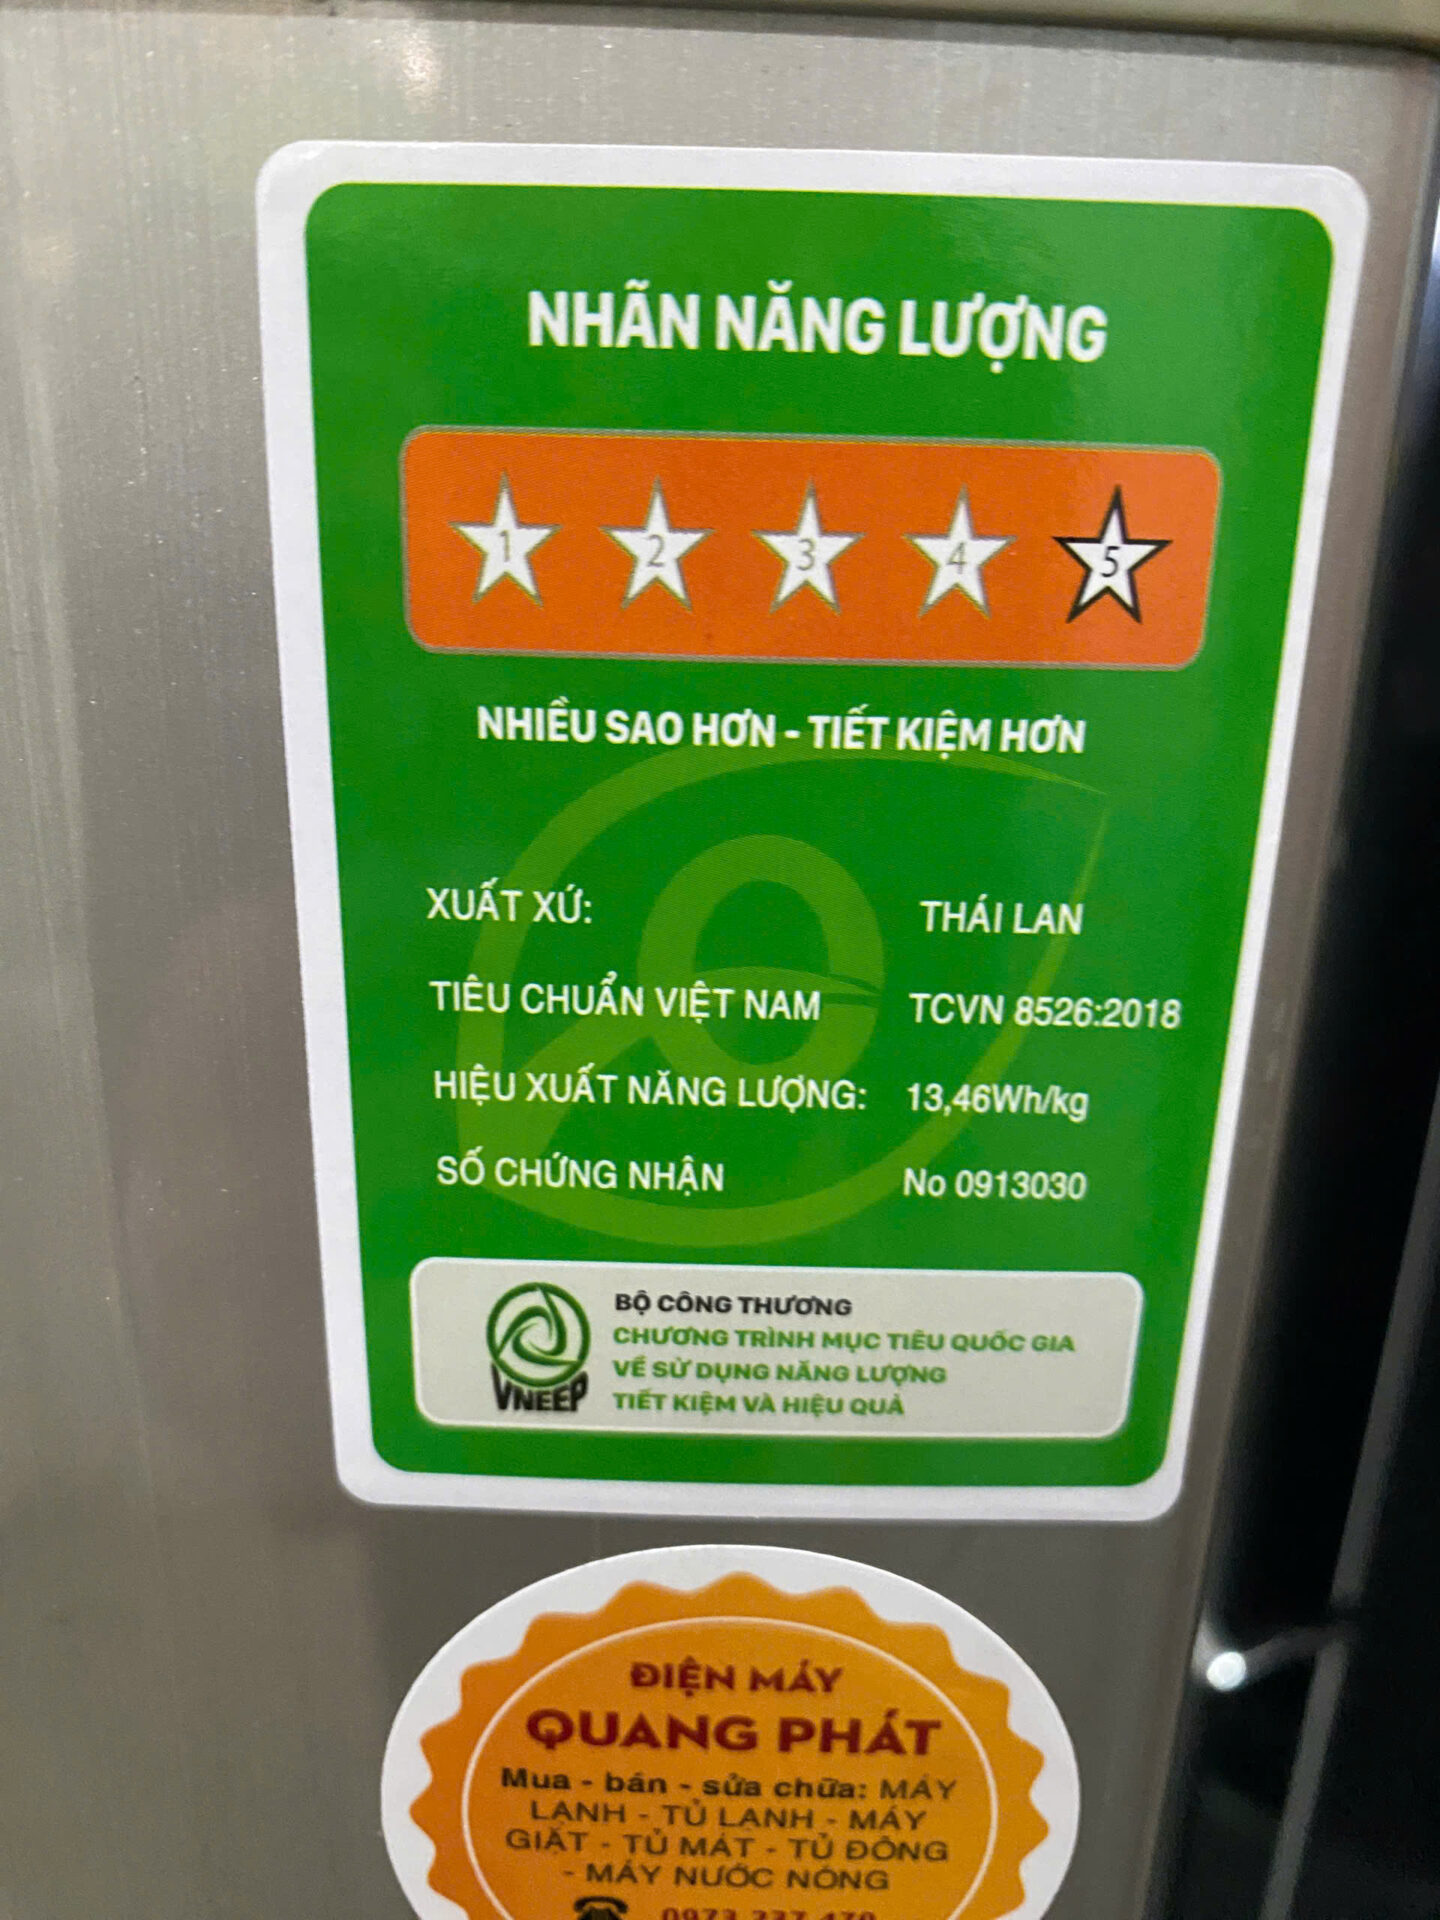 NHÃN NĂNG LƯỢNG
1 2 3 4 5
NHIỀU SAO HƠN - TIẾT KIỆM HƠN
XUẤT XỨ: THÁI LAN
TIÊU CHUẨN VIỆT NAM TCVN 8526:2018
HIỆU XUẤT NĂNG LƯỢNG: 13,46Wh/kg
SỐ CHỨNG NHẬN No 0913030
VNEEP
BỘ CÔNG THƯƠNG
CHƯƠNG TRÌNH MỤC TIÊU QUỐC GIA
VỀ SỬ DỤNG NĂNG LƯỢNG
TIẾT KIỆM VÀ HIỆU QUẢ
ĐIỆN MÁY
QUANG PHÁT
Mua - bán - sửa chữa: MÁY
LẠNH - TỦ LẠNH - MÁY
GIẶT - TỦ MÁT - TỦ ĐÔNG
- MÁY NƯỚC NÓNG